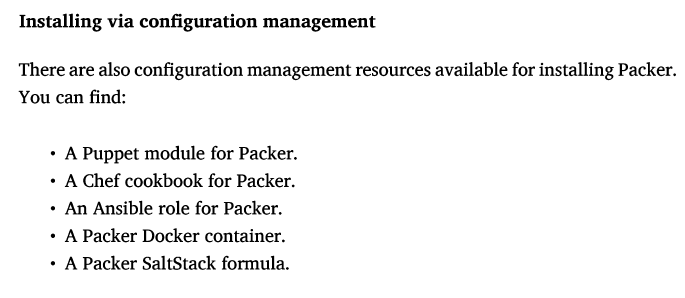 Installing via configuration management
There are also configuration management resources available for installing Packer.
You can find:
• A Puppet module for Packer.
• A Chef cookbook for Packer.
• An Ansible role for Packer.
• A Packer Docker container.
• A Packer SaltStack formula.